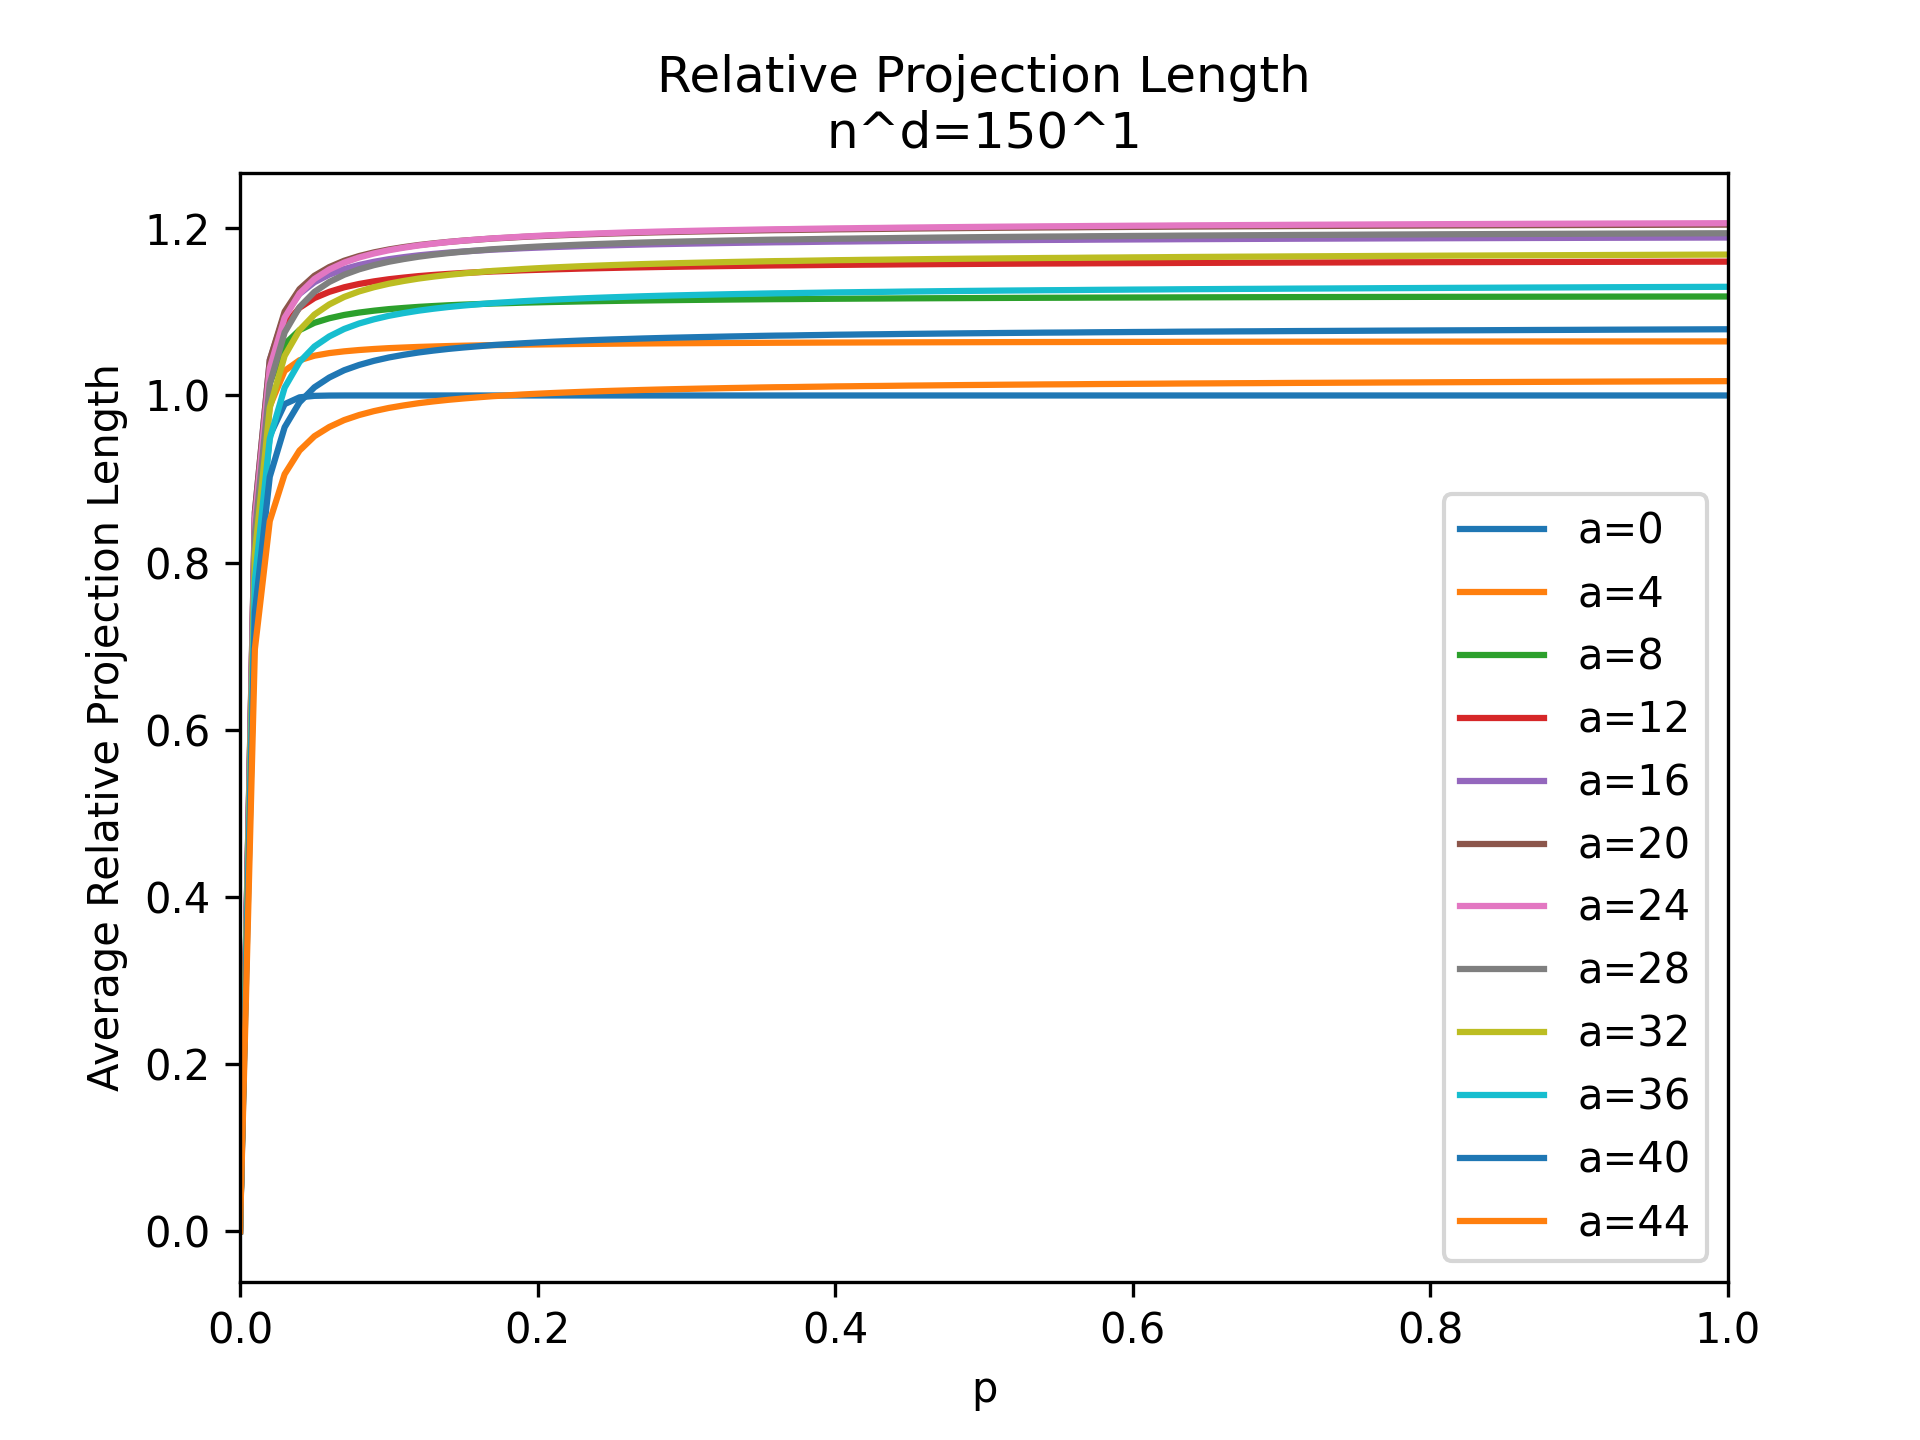 Relative Projection Length
n^d=150^1
Average Relative Projection Length
1.2
1.0
0.8
0.6
0.4
0.2
0.0
0.0 0.2 0.4 0.6 0.8 1.0
p
a=0
a=4
a=8
a=12
a=16
a=20
a=24
a=28
a=32
a=36
a=40
a=44